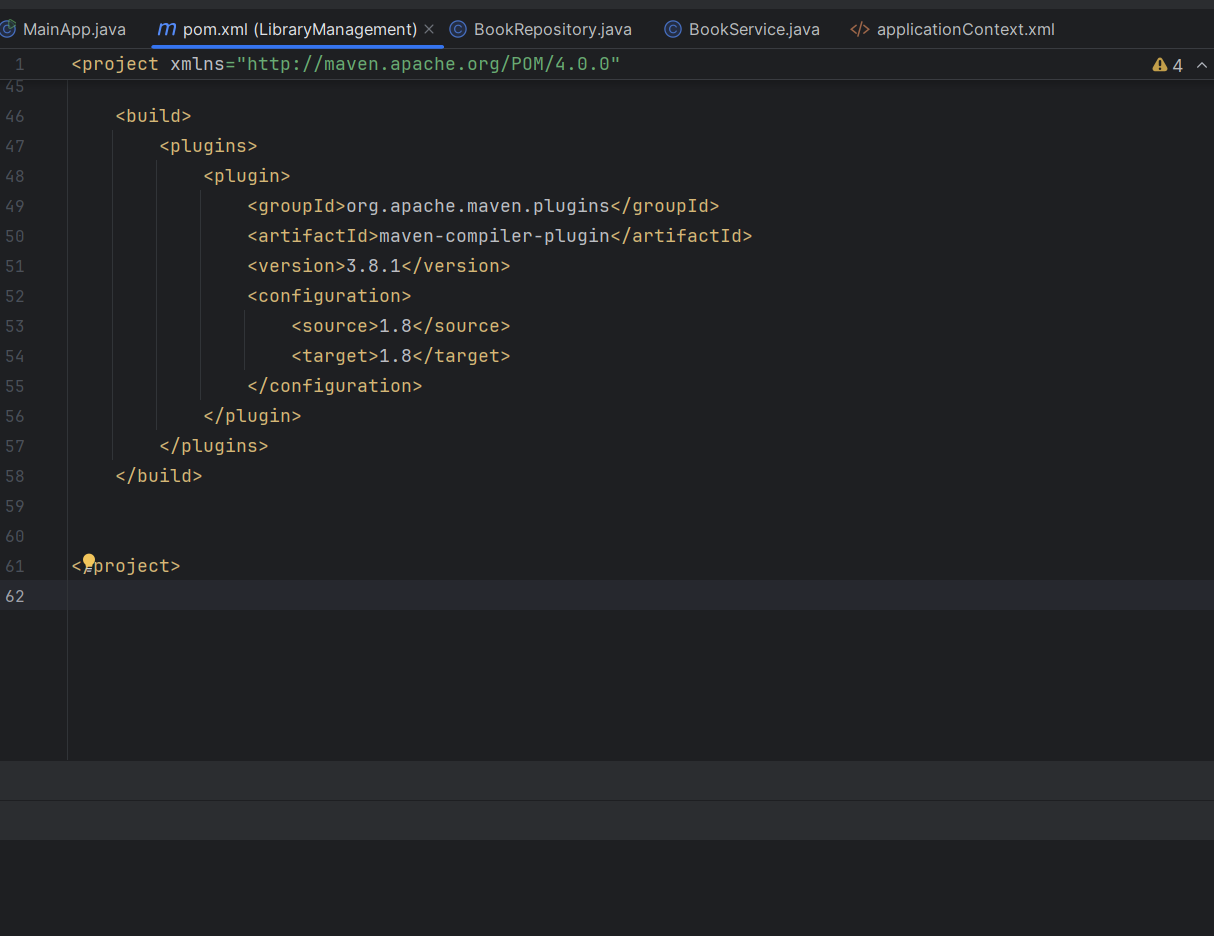 MainApp.java m pom.xml (LibraryManagement) BookRepository.java BookService.java </> applicationContext.xml
1 <project xmlns="http://maven.apache.org/POM/4.0.0" 4
45
46 <build>
47 <plugins>
48 <plugin>
49 <groupId>org.apache.maven.plugins</groupId>
50 <artifactId>maven-compiler-plugin</artifactId>
51 <version>3.8.1</version>
52 <configuration>
53 <source>1.8</source>
54 <target>1.8</target>
55 </configuration>
56 </plugin>
57 </plugins>
58 </build>
59
60
61 </project>
62